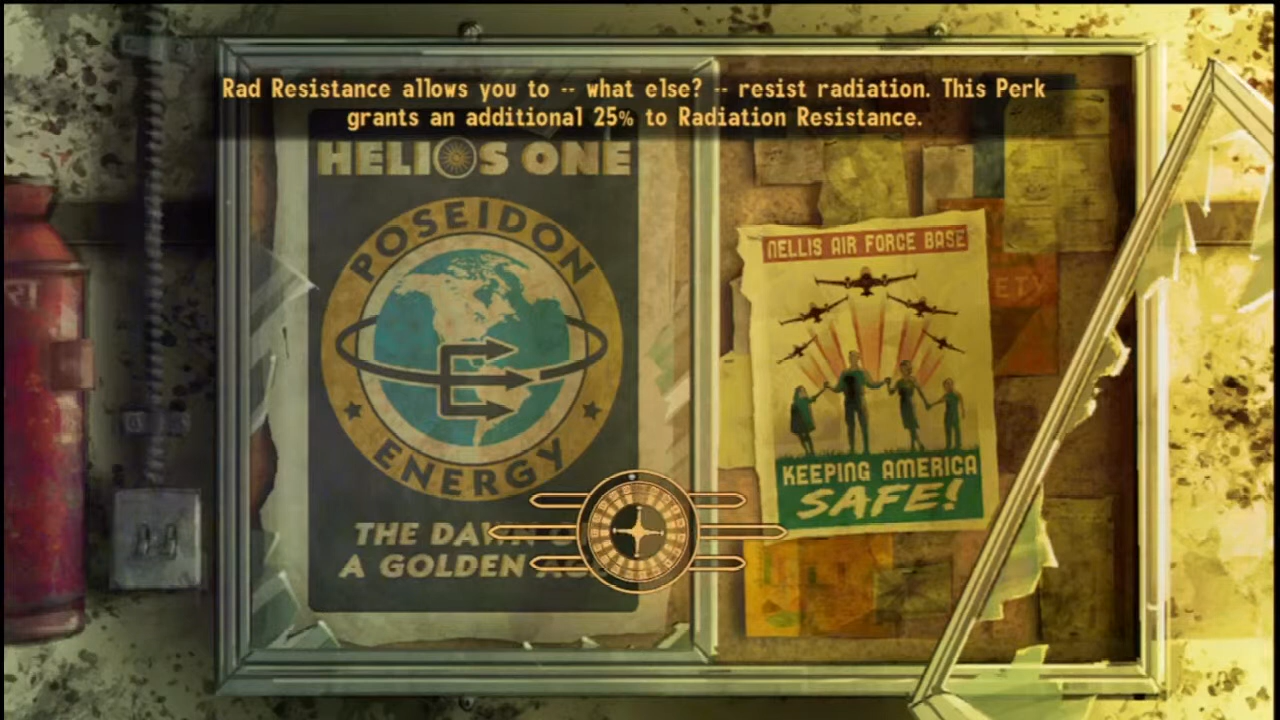 Rad Resistance allows you to -- what else? -- resist radiation. This Perk
grants an additional 25% to Radiation Resistance.
HELIOS ONE
POSEIDON
ENERGY
THE DAWN O
A GOLDEN
NELLIS AIR FORCE BASE
KEEPING AMERICA
SAFE!
ETY